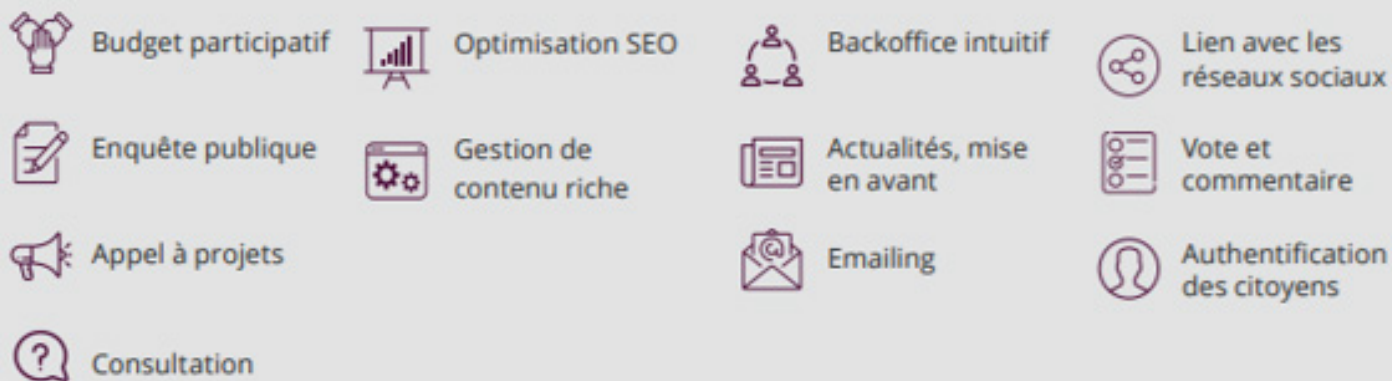 Budget participatif
Optimisation SEO
Backoffice intuitif
Lien avec les
réseaux sociaux
Enquête publique
Gestion de
contenu riche
Actualités, mise
en avant
Vote et
commentaire
Appel à projets
Emailing
Authentification
des citoyens
Consultation